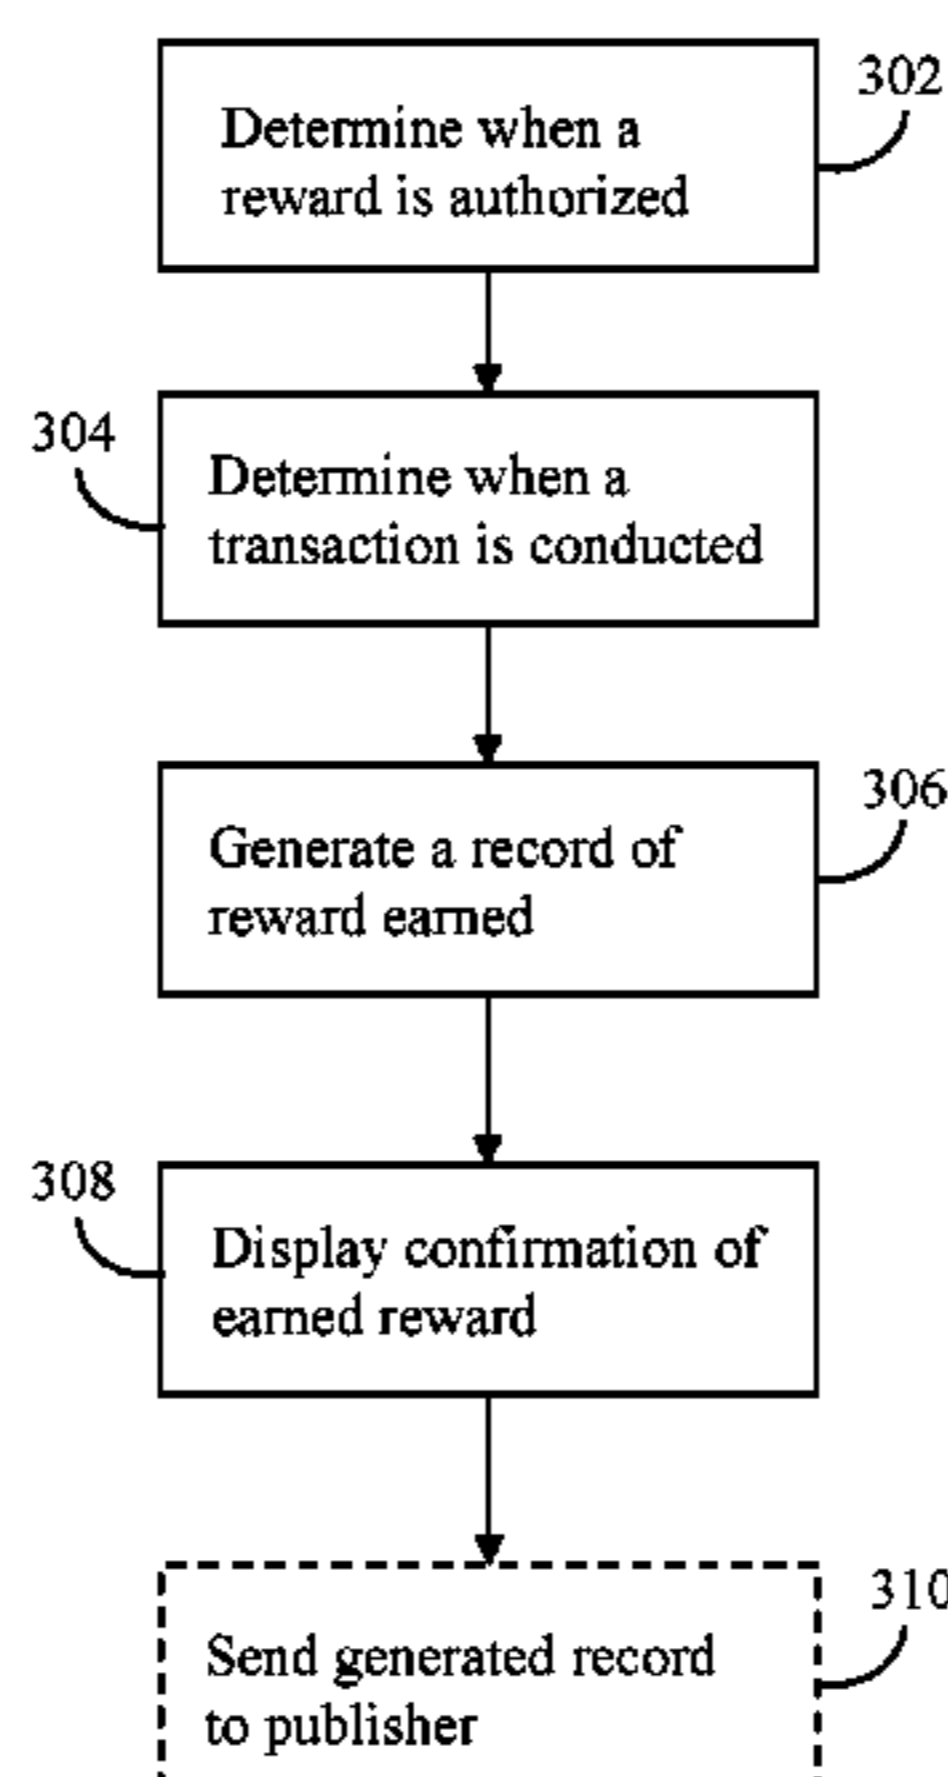 302
Determine when a
reward is authorized
304
Determine when a
transaction is conducted
306
Generate a record of
reward earned
308
Display confirmation of
earned reward
310
Send generated record
to publisher